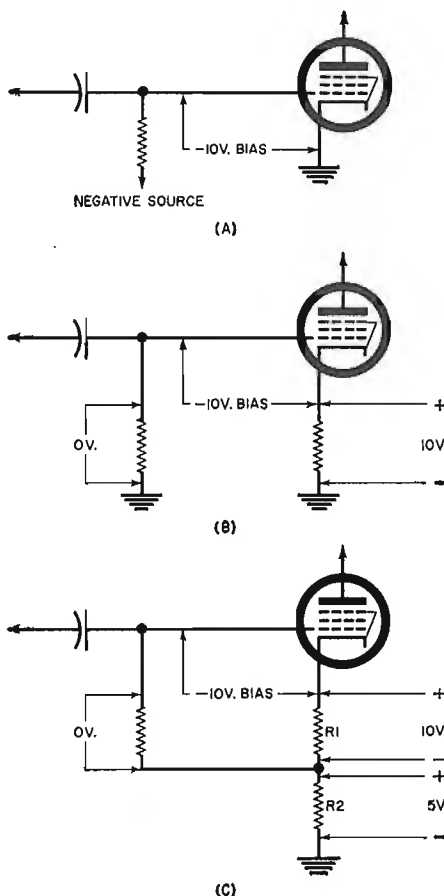 -10V. BIAS
NEGATIVE SOURCE
(A)
-10V. BIAS
+
0V.
10V
-
(B)
-10V. BIAS
+
0V.
R1
10V
-
+
R2
5V
-
(C)